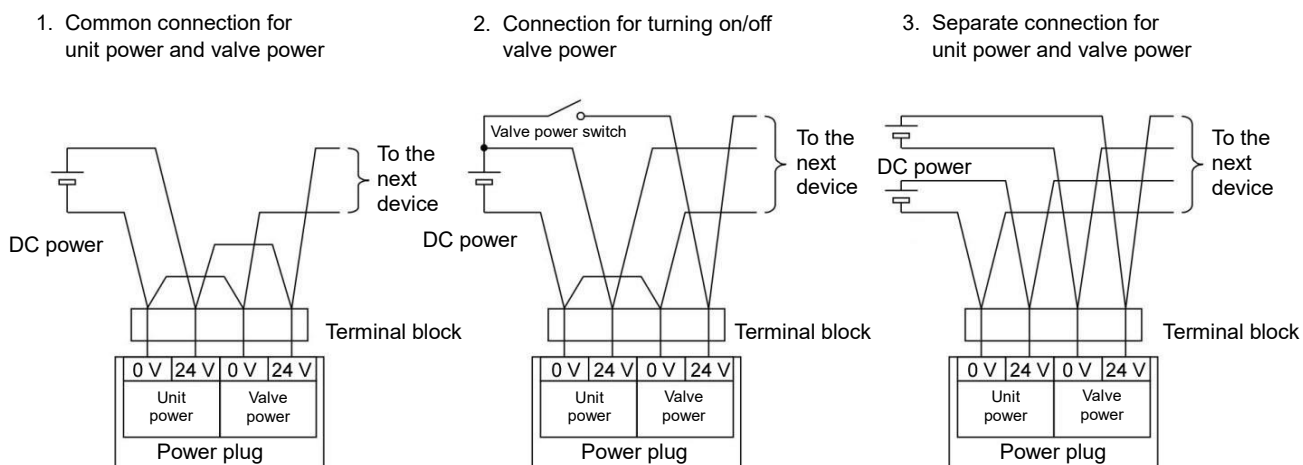 1. Common connection for
unit power and valve power
To the
next
device
DC power
Terminal block
0 V 24 V 0 V 24 V
Unit
power
Valve
power
Power plug
2. Connection for turning on/off
valve power
Valve power switch
To the
next
device
DC power
Terminal block
0 V 24 V 0 V 24 V
Unit
power
Valve
power
Power plug
3. Separate connection for
unit power and valve power
To the
next
device
DC power
Terminal block
0 V 24 V 0 V 24 V
Unit
power
Valve
power
Power plug